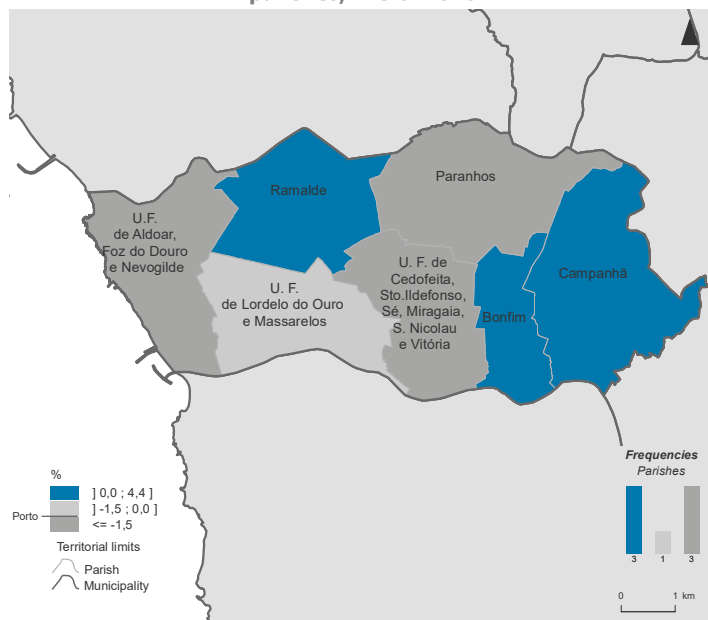 Ramalde
Paranhos
U.F.
de Aldoar,
Foz do Douro
e Nevogilde
U. F.
de Lordelo do Ouro
e Massarelos
U. F. de
Cedofeita,
Sto.Ildefonso,
Sé, Miragaia,
S. Nicolau
e Vitória
Bonfim
Campanhã
%
] 0,0 ; 4,4 ]
] -1,5 ; 0,0 ]
Porto
<= -1,5
Territorial limits
Parish
Municipality
Frequencies
Parishes
3 1 3
0 1 km